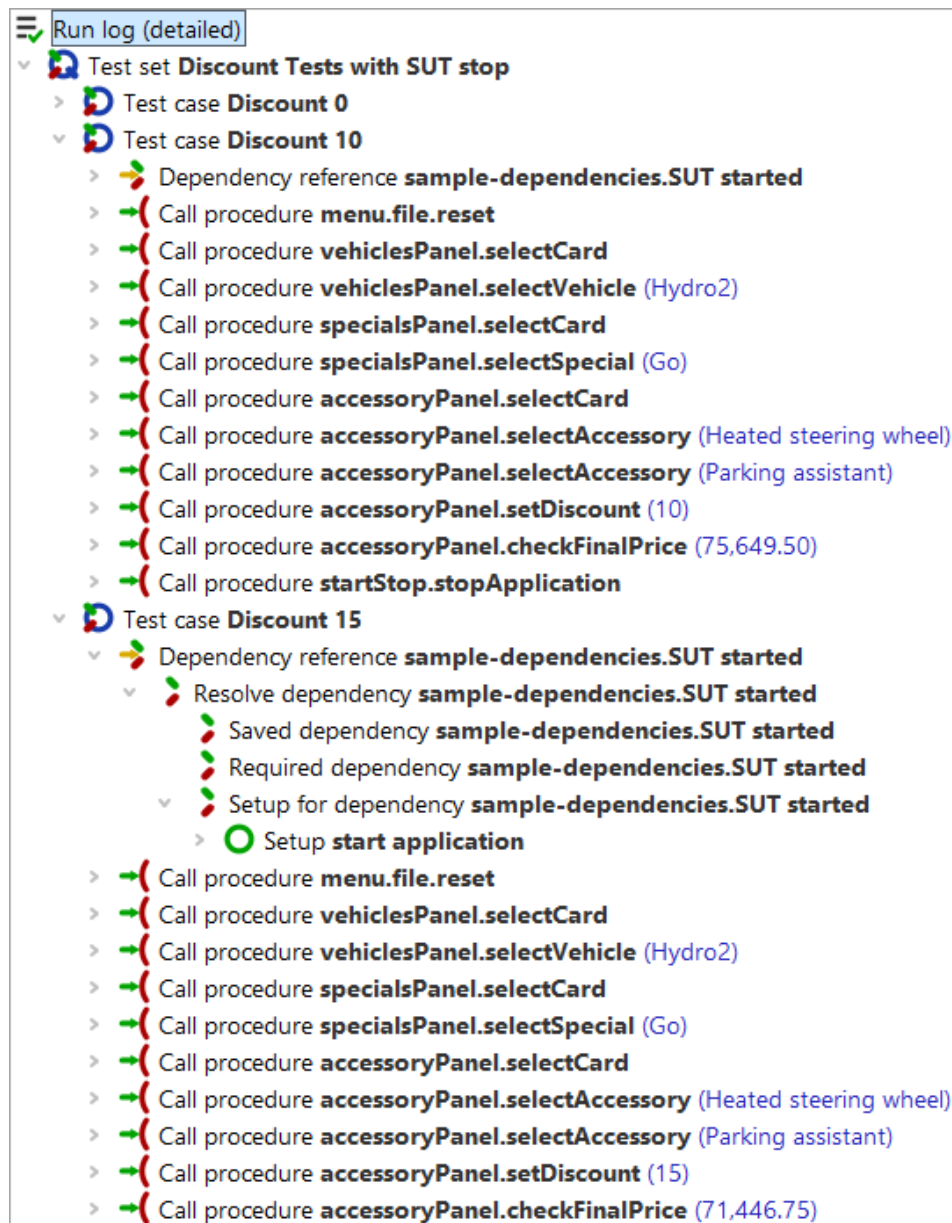 Run log (detailed)
Test set Discount Tests with SUT stop
Test case Discount 0
Test case Discount 10
Dependency reference sample-dependencies.SUT started
Call procedure menu.file.reset
Call procedure vehiclesPanel.selectCard
Call procedure vehiclesPanel.selectVehicle (Hydro2)
Call procedure specialsPanel.selectCard
Call procedure specialsPanel.selectSpecial (Go)
Call procedure accessoryPanel.selectCard
Call procedure accessoryPanel.selectAccessory (Heated steering wheel)
Call procedure accessoryPanel.selectAccessory (Parking assistant)
Call procedure accessoryPanel.setDiscount (10)
Call procedure accessoryPanel.checkFinalPrice (75,649.50)
Call procedure startStop.stopApplication
Test case Discount 15
Dependency reference sample-dependencies.SUT started
Resolve dependency sample-dependencies.SUT started
Saved dependency sample-dependencies.SUT started
Required dependency sample-dependencies.SUT started
Setup for dependency sample-dependencies.SUT started
Setup start application
Call procedure menu.file.reset
Call procedure vehiclesPanel.selectCard
Call procedure vehiclesPanel.selectVehicle (Hydro2)
Call procedure specialsPanel.selectCard
Call procedure specialsPanel.selectSpecial (Go)
Call procedure accessoryPanel.selectCard
Call procedure accessoryPanel.selectAccessory (Heated steering wheel)
Call procedure accessoryPanel.selectAccessory (Parking assistant)
Call procedure accessoryPanel.setDiscount (15)
Call procedure accessoryPanel.checkFinalPrice (71,446.75)